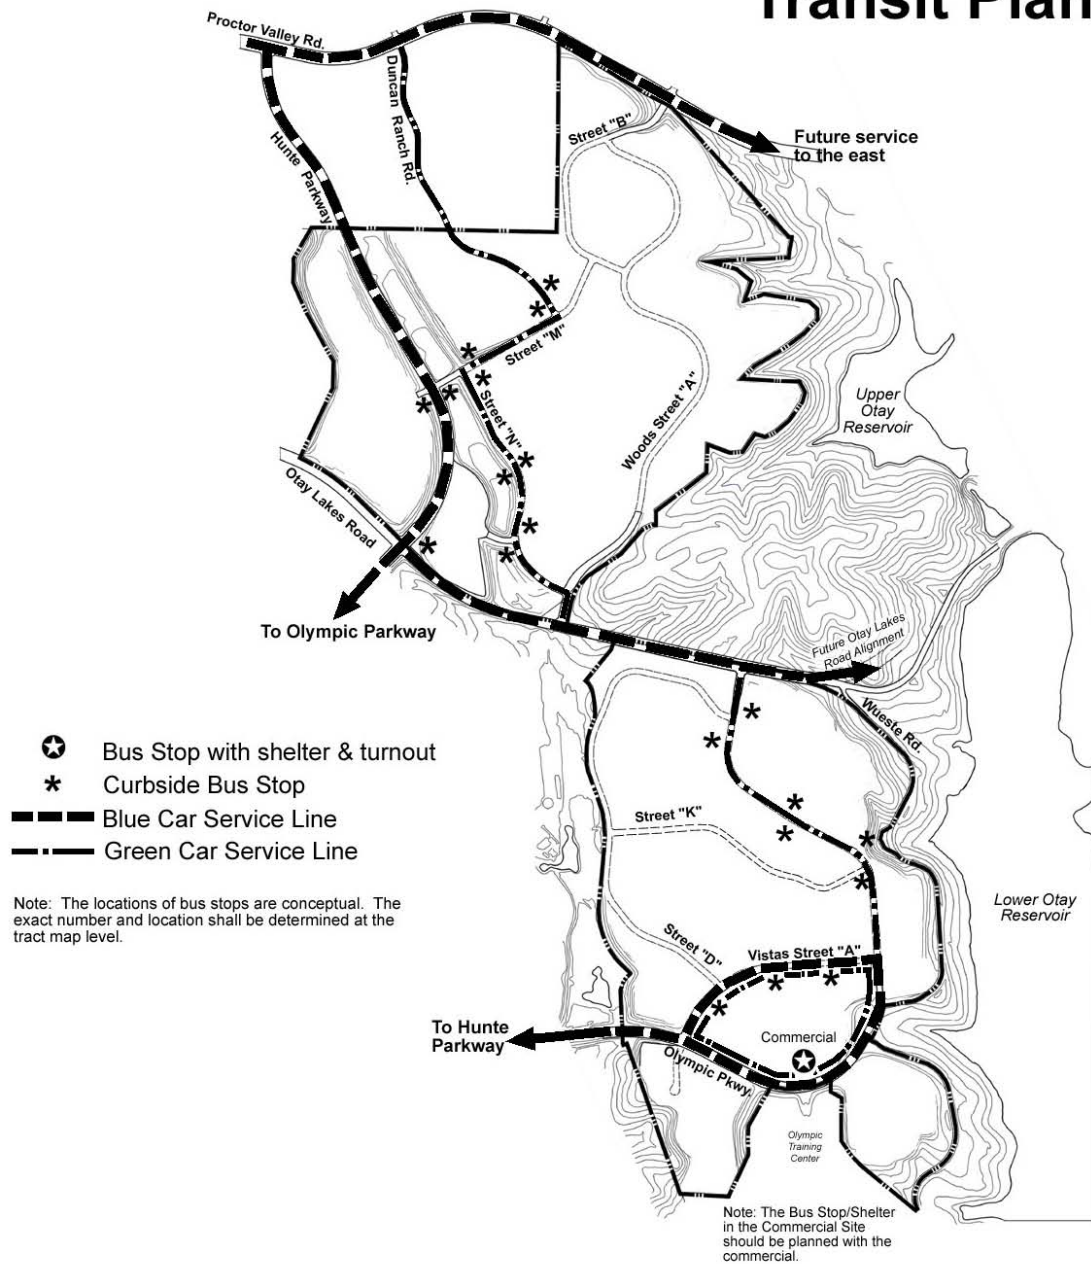 Transit Plan
Proctor Valley Rd.
Duncan Ranch Rd.
Hunte Parkway
Street "B"
Future service
to the east
Street "M"
Street "N"
Woods Street "A"
Upper
Otay
Reservoir
Otay Lakes Road
To Olympic Parkway
Future Otay Lakes
Road Alignment
Wueste Rd.
Bus Stop with shelter & turnout
Curbside Bus Stop
Blue Car Service Line
Green Car Service Line
Note: The locations of bus stops are conceptual. The
exact number and location shall be determined at the
tract map level.
Street "K"
Lower Otay
Reservoir
Street "D"
Vistas Street "A"
To Hunte
Parkway
Commercial
Olympic Pkwy.
Olympic
Training
Center
Note: The Bus Stop/Shelter
in the Commercial Site
should be planned with the
commercial.